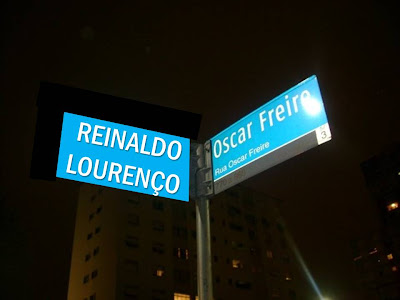 REINALDO
LOURENÇO
Oscar Freire
Rua Oscar Freire
3